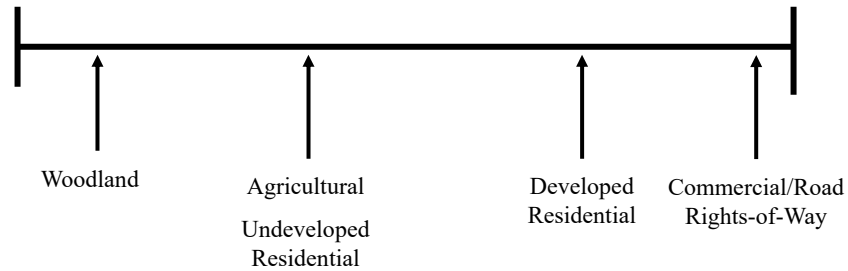 Woodland
Agricultural
Undeveloped
Residential
Developed
Residential
Commercial/Road
Rights-of-Way